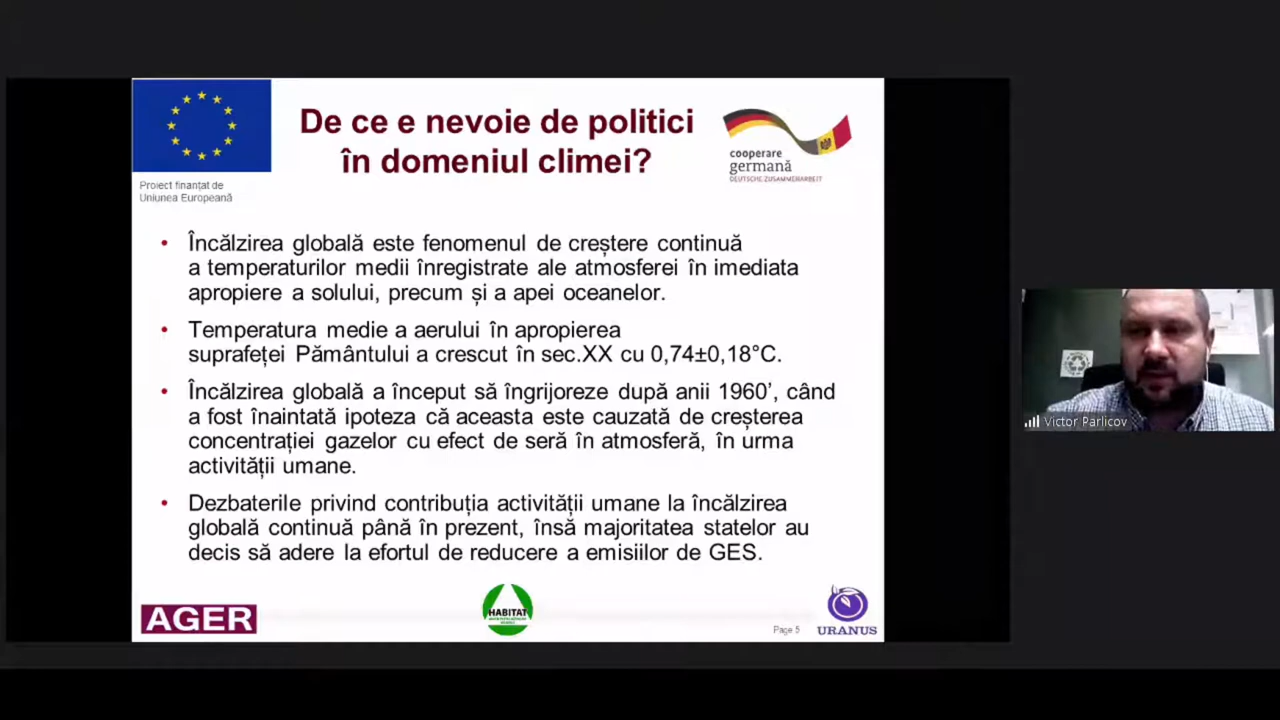 De ce e nevoie de politici
în domeniul climei?
Proiect finanțat de
Uniunea Europeană
cooperare
germană
DEUTSCHE ZUSAMMENARBEIT
• Încălzirea globală este fenomenul de creștere continuă
a temperaturilor medii înregistrate ale atmosferei în imediata
apropiere a solului, precum și a apei oceanelor.
• Temperatura medie a aerului în apropierea
suprafeței Pământului a crescut în sec.XX cu 0,74±0,18°C.
• Încălzirea globală a început să îngrijoreze după anii 1960’, când
a fost înaintată ipoteza că aceasta este cauzată de creșterea
concentrației gazelor cu efect de seră în atmosferă, în urma
activității umane.
• Dezbaterile privind contribuția activității umane la încălzirea
globală continuă până în prezent, însă majoritatea statelor au
decis să adere la efortul de reducere a emisiilor de GES.
Victor Parlicov
AGER
HABITAT
Page 5
URANUS